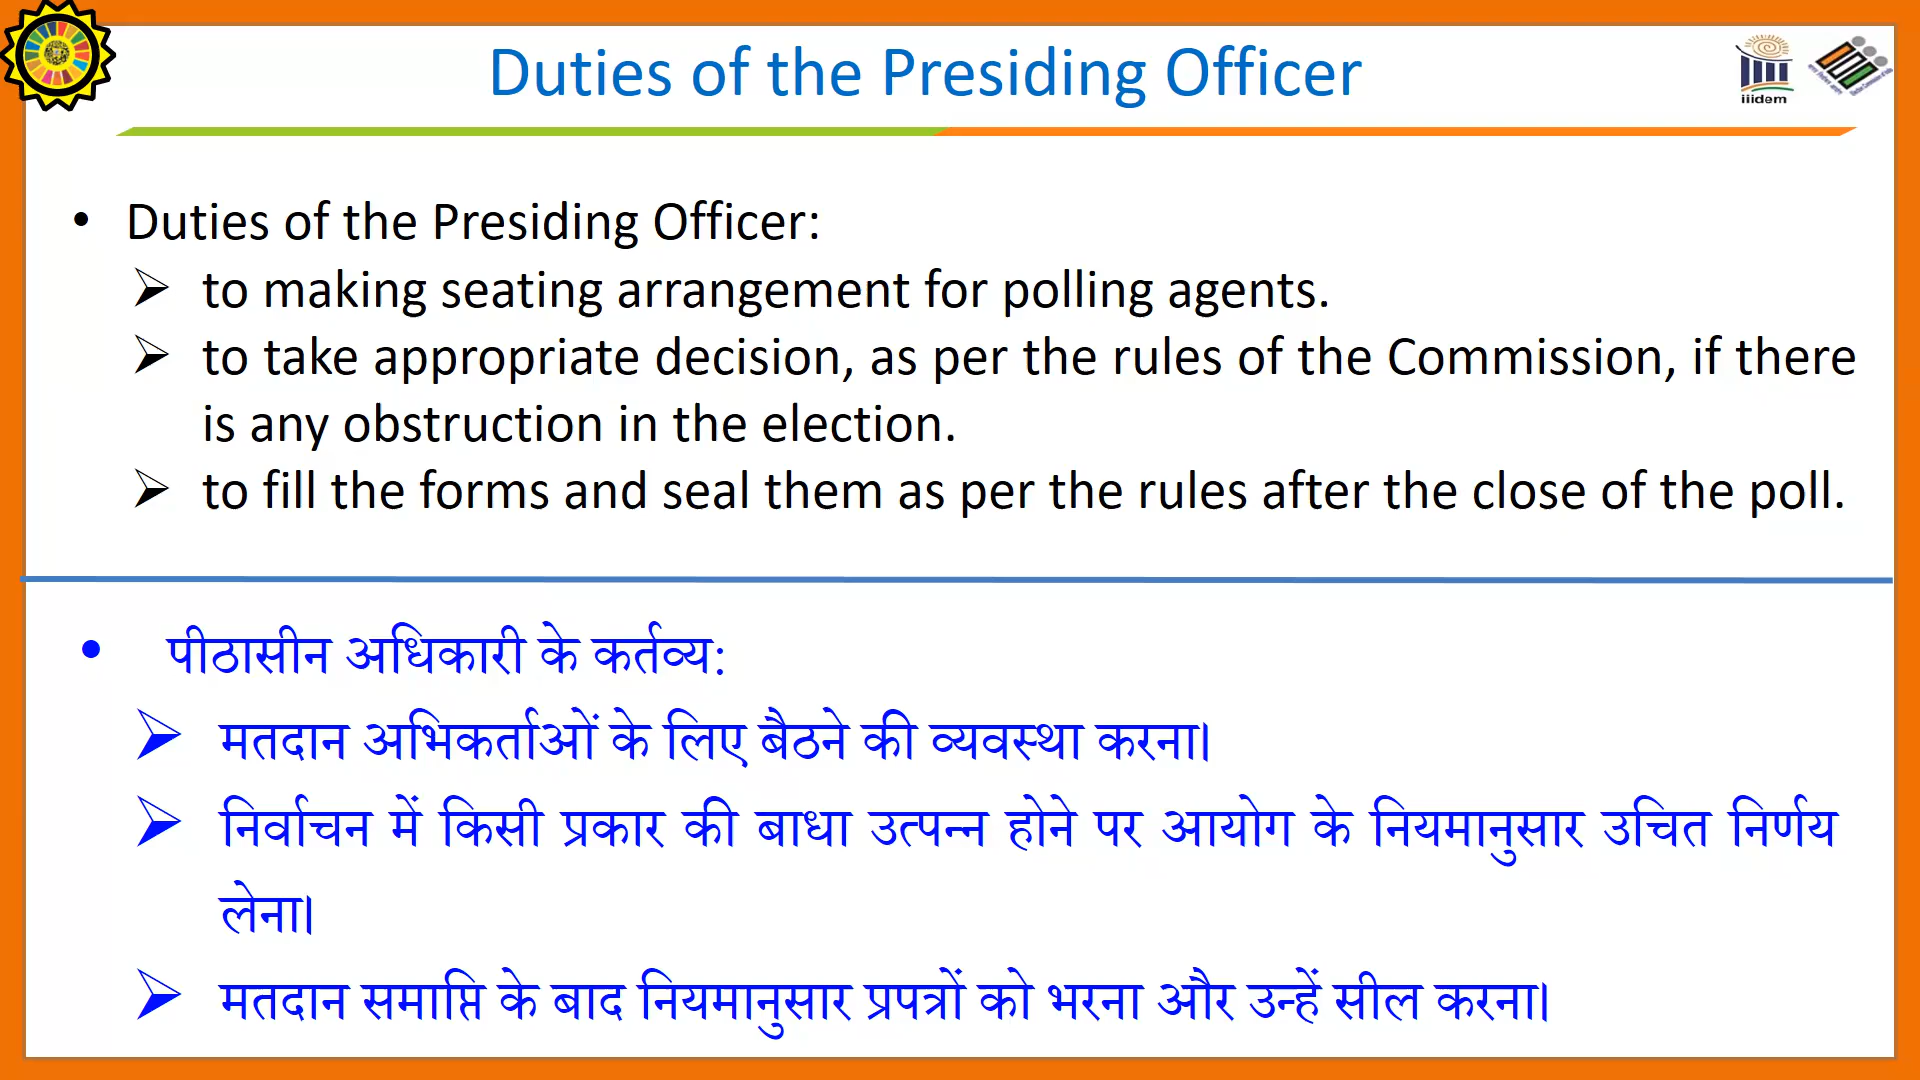 Duties of the Presiding Officer
iiidem
• Duties of the Presiding Officer:
➢ to making seating arrangement for polling agents.
➢ to take appropriate decision, as per the rules of the Commission, if there
is any obstruction in the election.
➢ to fill the forms and seal them as per the rules after the close of the poll.
• पीठासीन अधिकारी के कर्तव्य:
➢ मतदान अभिकर्ताओं के लिए बैठने की व्यवस्था करना।
➢ निर्वाचन में किसी प्रकार की बाधा उत्पन्न होने पर आयोग के नियमानुसार उचित निर्णय
लेना।
➢ मतदान समाप्ति के बाद नियमानुसार प्रपत्रों को भरना और उन्हें सील करना।